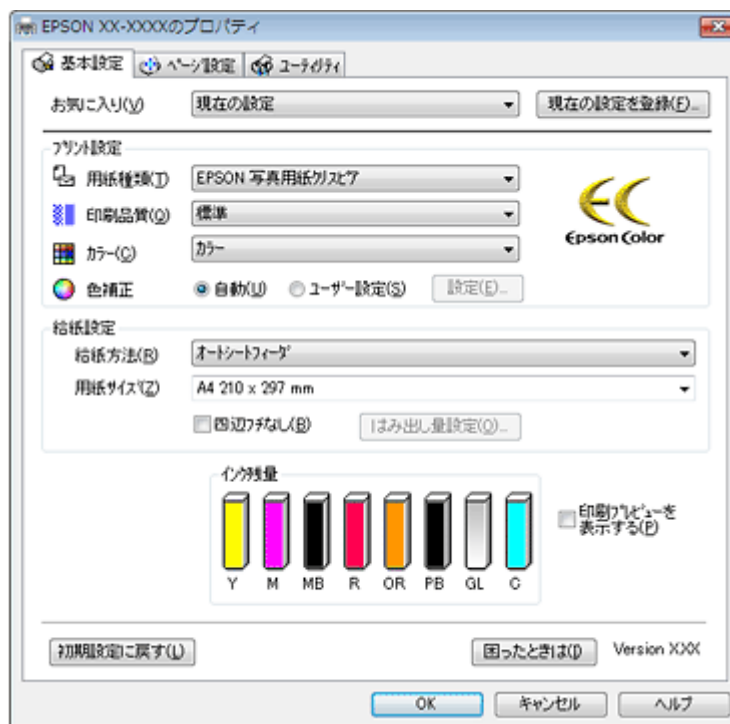 EPSON XX-XXXXのプロパティ
基本設定 ページ設定 ユーティリティ
お気に入り(V) 現在の設定 現在の設定を登録(F)...
プリント設定
用紙種類(T) EPSON 写真用紙クリスピア
印刷品質(Q) 標準
カラー(C) カラー
Epson Color
色補正 自動(U) ユーザー設定(S) 設定(E)...
給紙設定
給紙方法(R) オートシートフィーダ
用紙サイズ(Z) A4 210 x 297 mm
四辺フチなし(B) はみ出し量設定(O)...
インク残量
Y M MB R OR PB GL C
印刷プレビューを
表示する(P)
初期設定に戻す(L) 困ったときは(I) Version X.XX
OK キャンセル ヘルプ